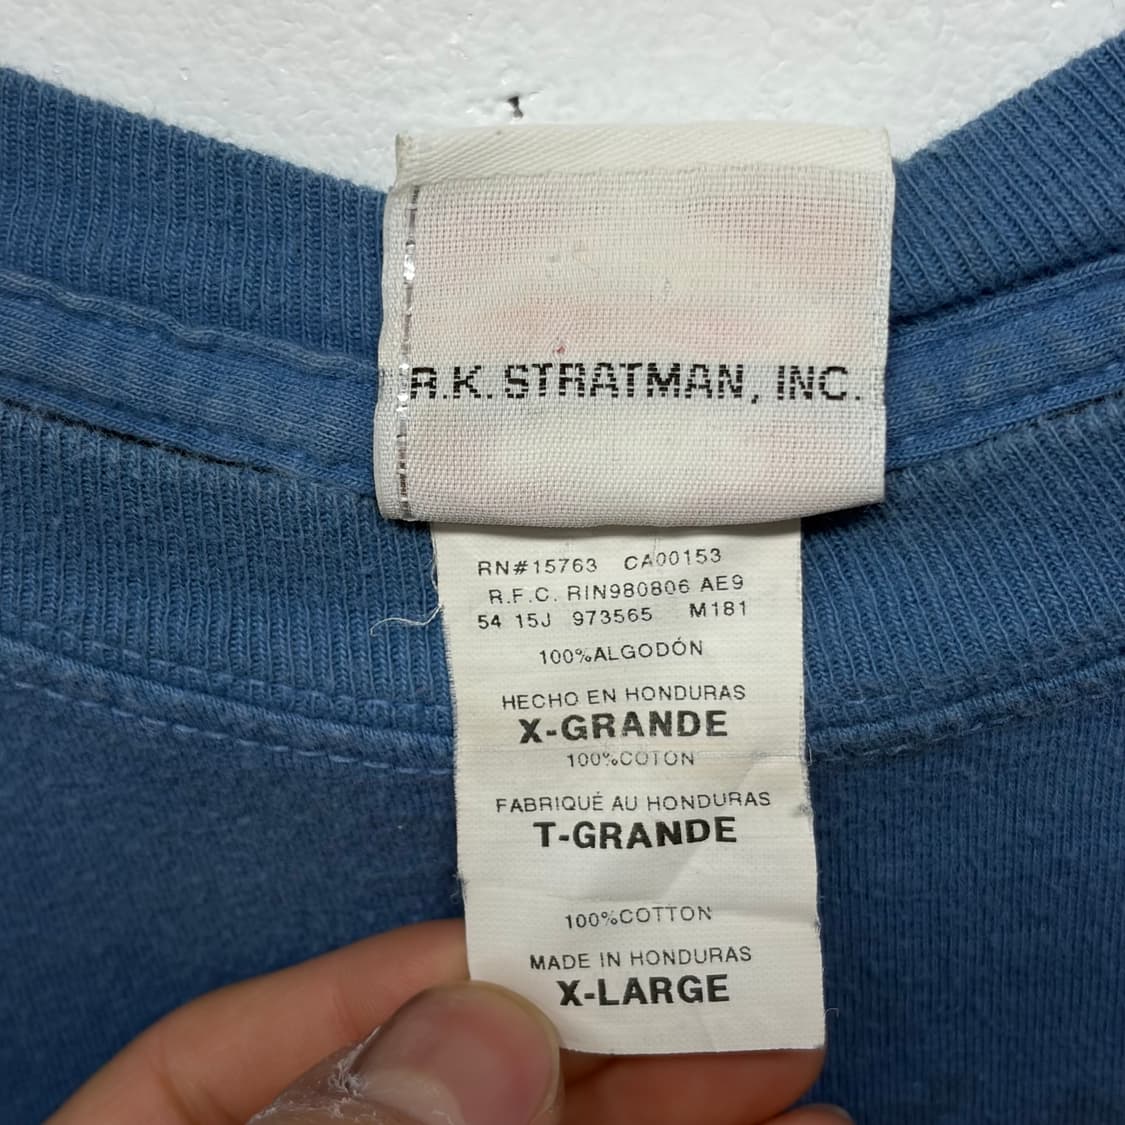 R.K. STRATMAN, INC.
RN#15763 CA00153
R.F.C. RIN980806 AE9
54 15J 973565 M181
100%ALGODÓN
HECHO EN HONDURAS
X-GRANDE
100%COTON
FABRIQUÉ AU HONDURAS
T-GRANDE
100%COTTON
MADE IN HONDURAS
X-LARGE